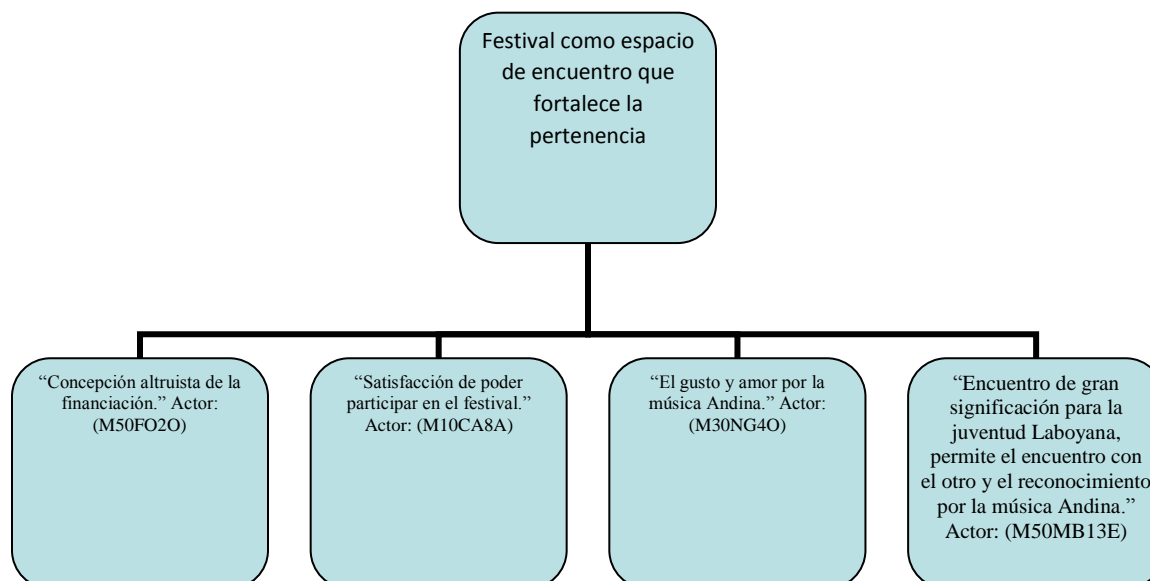 Festival como espacio
de encuentro que
fortalece la
pertenencia
“Concepción altruista de la
financiación.” Actor:
(M50FO2O)
“Satisfacción de poder
participar en el festival.”
Actor: (M10CA8A)
“El gusto y amor por la
música Andina.” Actor:
(M30NG4O)
“Encuentro de gran
significación para la
juventud Laboyana,
permite el encuentro con
el otro y el reconocimiento
por la música Andina.”
Actor: (M50MB13E)